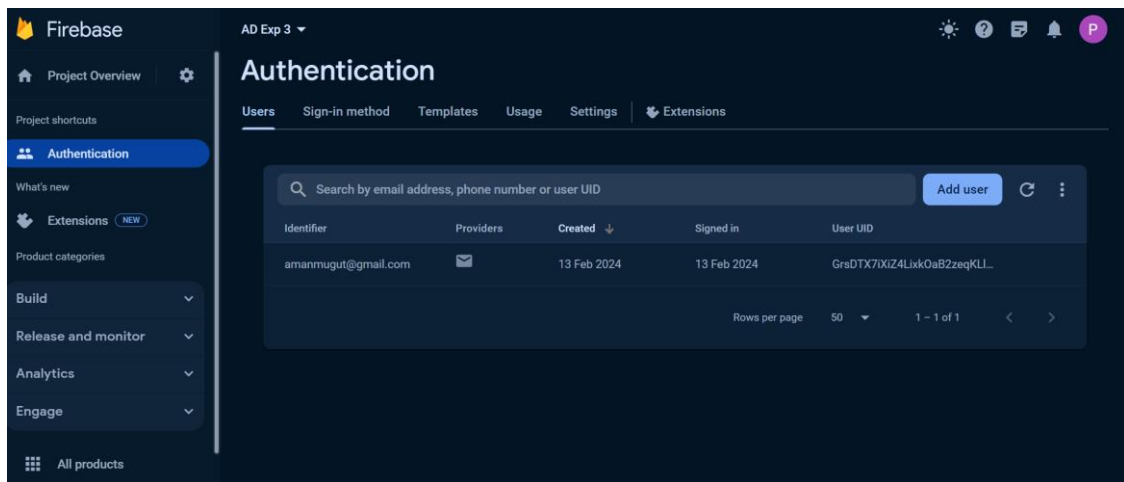 Firebase
AD Exp 3
P
Project Overview
Authentication
Users Sign-in method Templates Usage Settings Extensions
Project shortcuts
Authentication
What's new
Extensions NEW
Product categories
Build
Release and monitor
Analytics
Engage
All products
Search by email address, phone number or user UID
Add user
Identifier Providers Created Signed in User UID
amanmugut@gmail.com 13 Feb 2024 13 Feb 2024
Rows per page 50 1 – 1 of 1